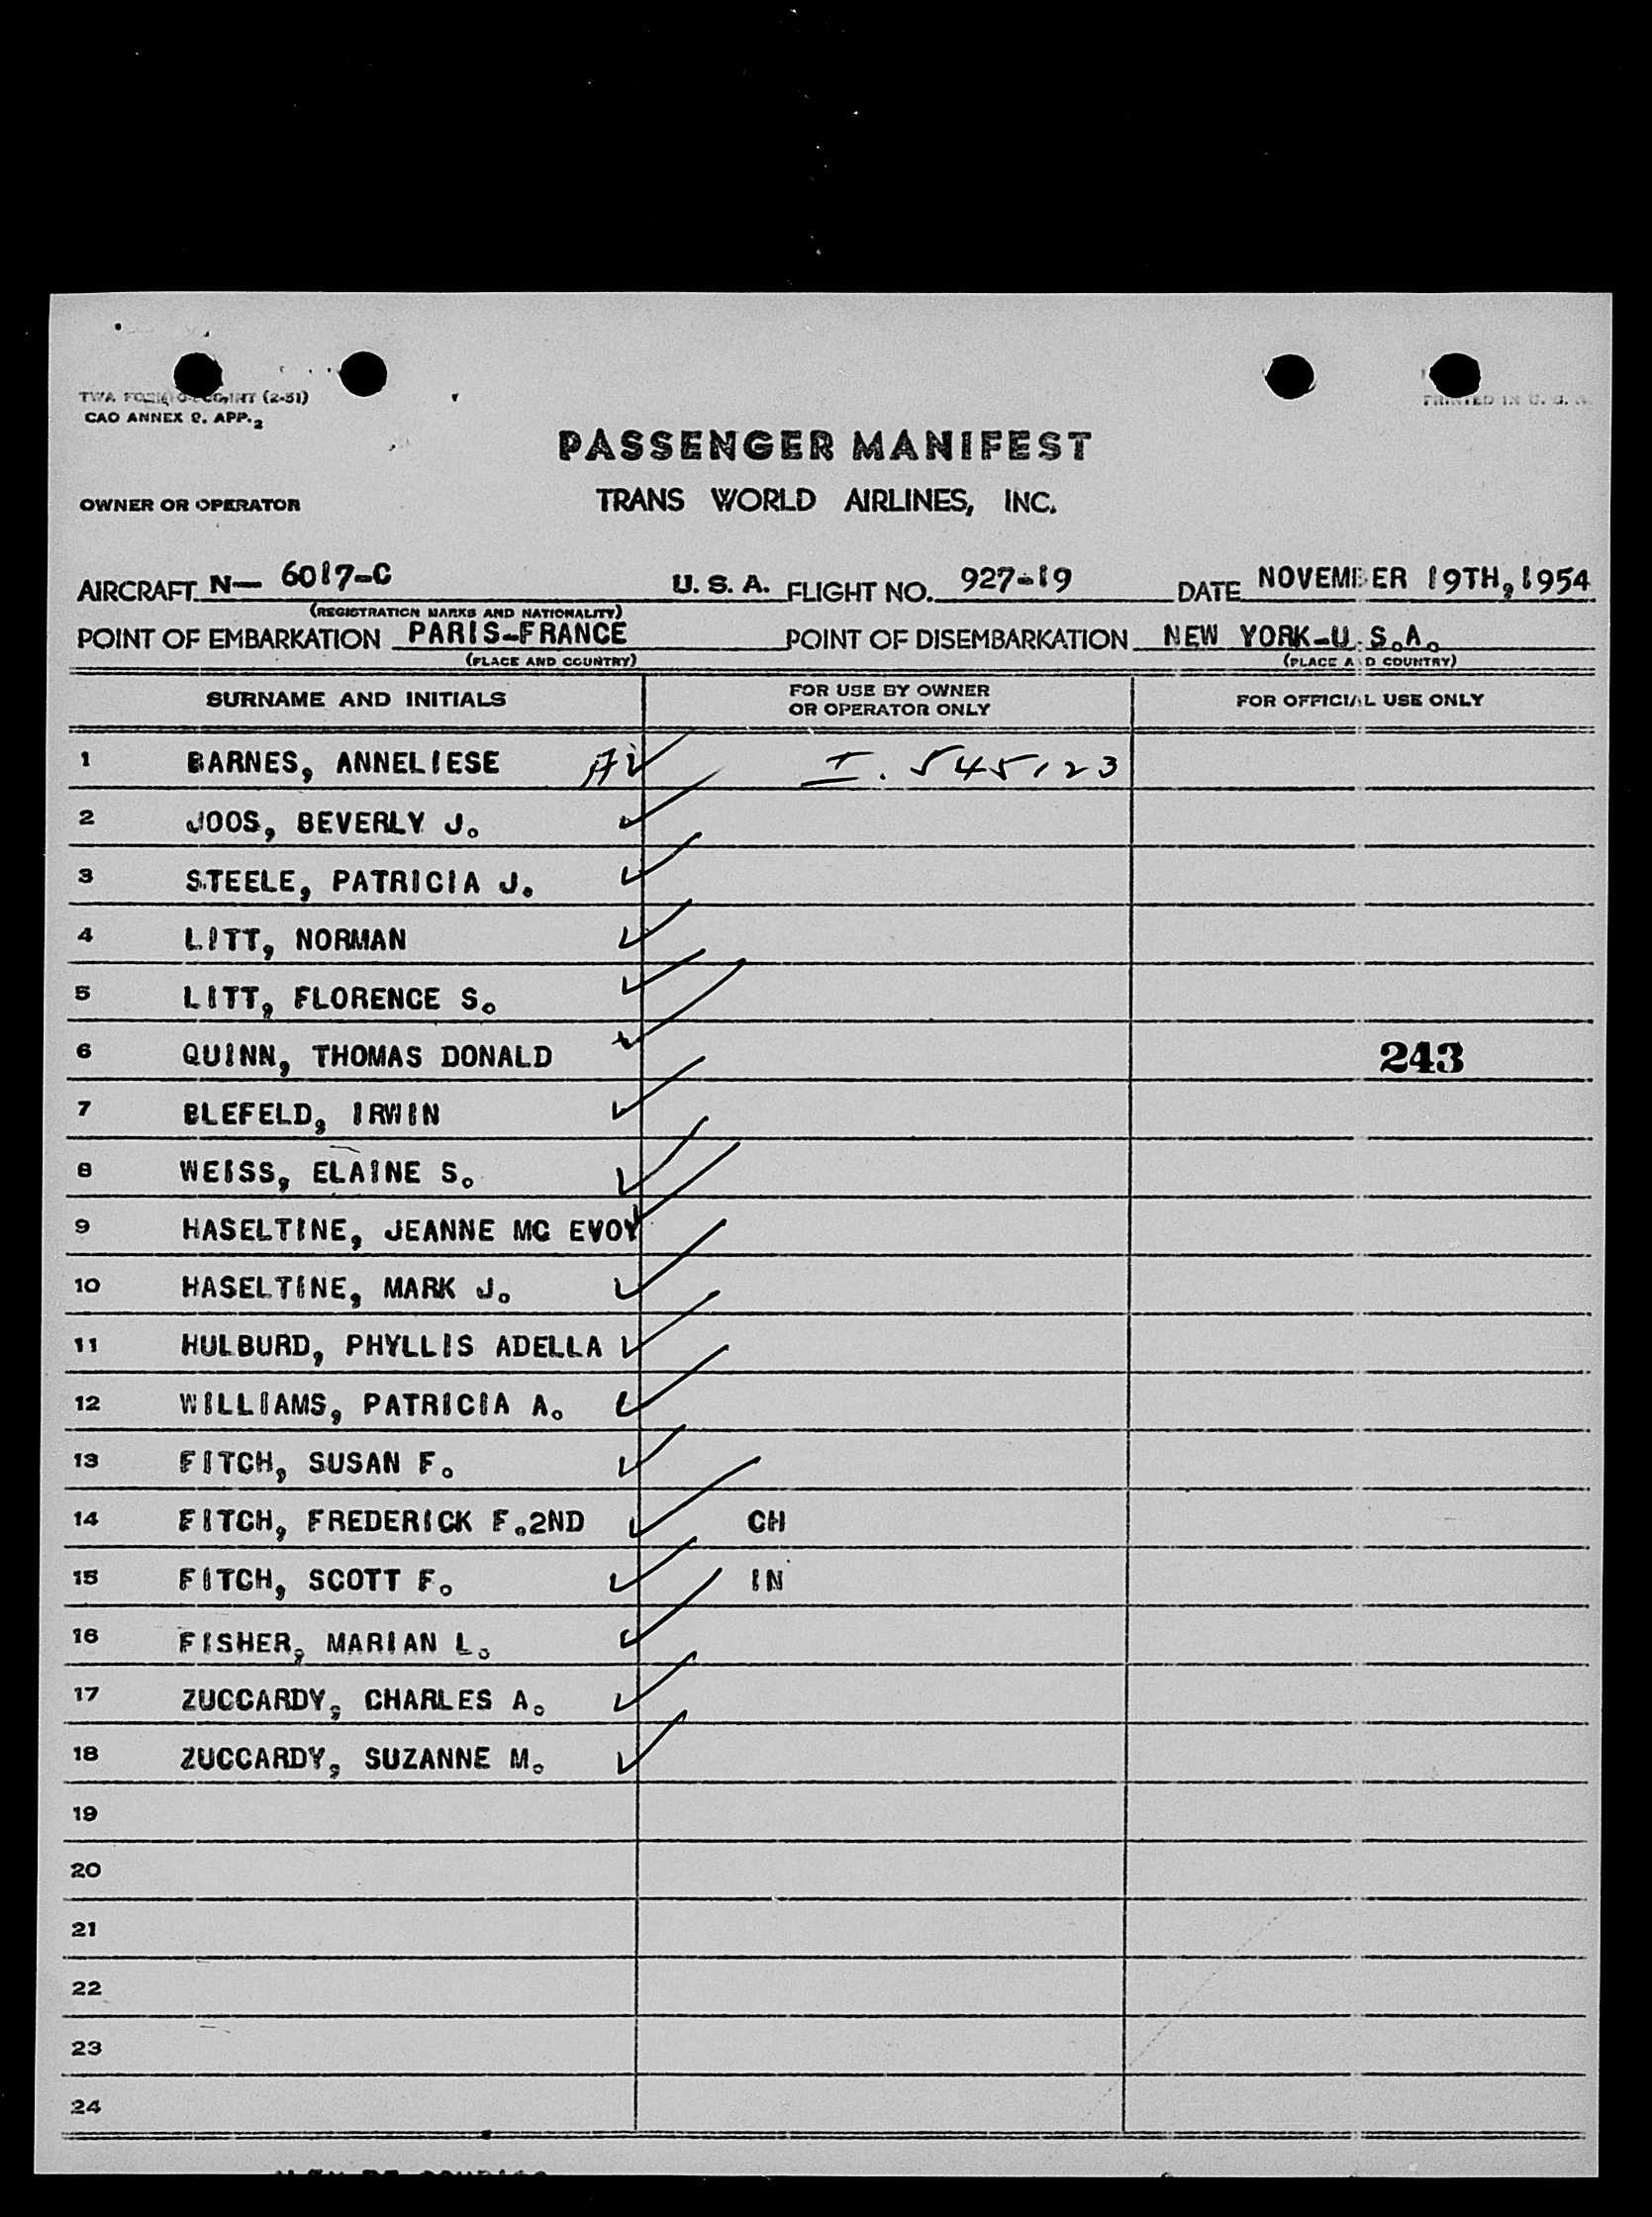 (2-51)
CAO ANNEX 9, APP. 2
PRINTED IN U. S. A.
PASSENGER MANIFEST
OWNER OR OPERATOR TRANS WORLD AIRLINES, INC.
AIRCRAFT N— 6017-C U. S. A. FLIGHT NO. 927-19 DATE NOVEMBER 19TH, 1954
(REGISTRATION MARKS AND NATIONALITY)
POINT OF EMBARKATION PARIS-FRANCE POINT OF DISEMBARKATION NEW YORK-U.S.A.
(PLACE AND COUNTRY) (PLACE AND COUNTRY)
SURNAME AND INITIALS FOR USE BY OWNER OR OPERATOR ONLY FOR OFFICIAL USE ONLY
1 BARNES, ANNELIESE I. 545123
2 JOOS, BEVERLY J.
3 STEELE, PATRICIA J.
4 LITT, NORMAN
5 LITT, FLORENCE S.
6 QUINN, THOMAS DONALD 243
7 BLEFELD, IRWIN
8 WEISS, ELAINE S.
9 HASELTINE, JEANNE MC EVOY
10 HASELTINE, MARK J.
11 HULBURD, PHYLLIS ADELLA
12 WILLIAMS, PATRICIA A.
13 FITCH, SUSAN F.
14 FITCH, FREDERICK F.2ND CH
15 FITCH, SCOTT F. IN
16 FISHER, MARIAN L.
17 ZUCCARDY, CHARLES A.
18 ZUCCARDY, SUZANNE M.
19
20
21
22
23
24